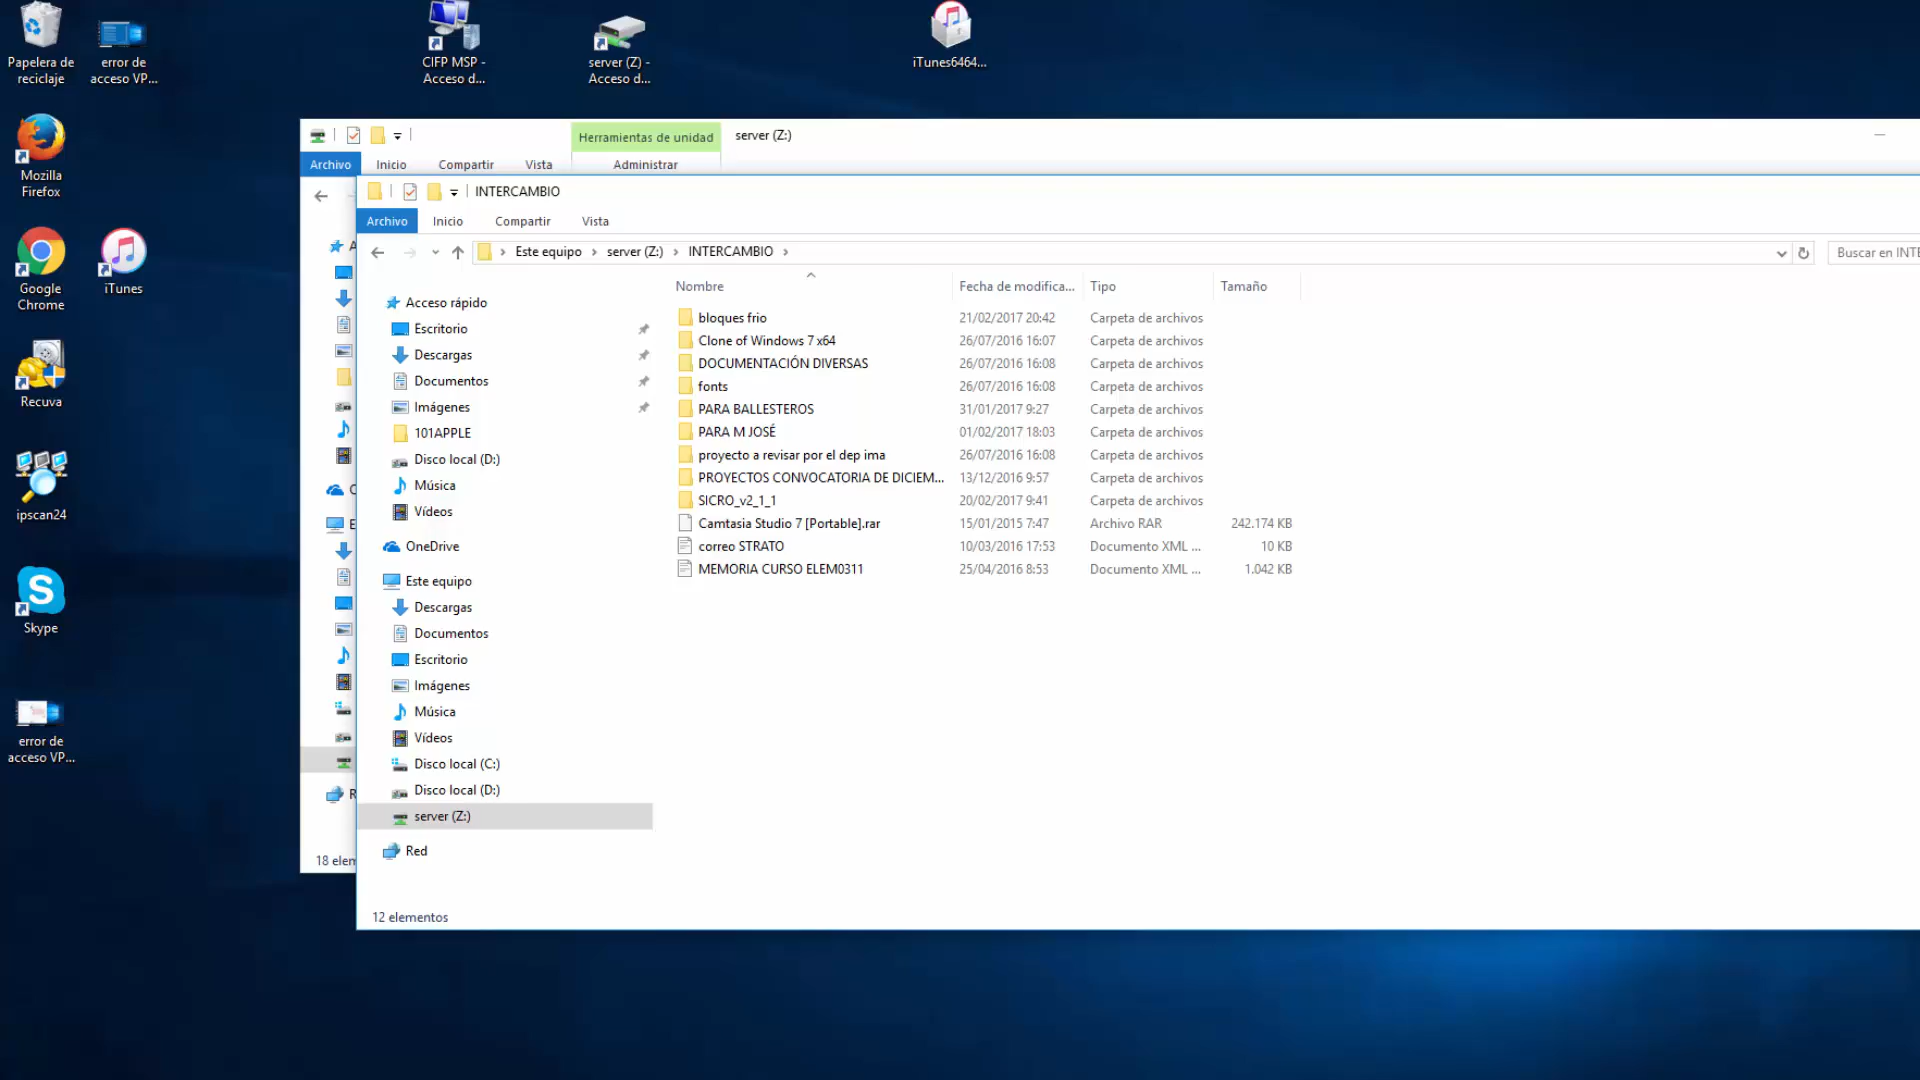 Papelera de
reciclaje
error de
acceso VP...
CIFP MSP -
Acceso d...
server (Z) -
Acceso d...
iTunes6464...
Mozilla
Firefox
Google
Chrome
iTunes
Recuva
ipscan24
Skype
error de
acceso VP...
Herramientas de unidad
server (Z:)
Archivo
Inicio
Compartir
Vista
Administrar
A
E
R
18 elem
INTERCAMBIO
Archivo
Inicio
Compartir
Vista
Este equipo
server (Z:)
INTERCAMBIO
Buscar en INTE
Acceso rápido
Escritorio
Descargas
Documentos
Imágenes
101APPLE
Disco local (D:)
Música
Vídeos
OneDrive
Este equipo
Descargas
Documentos
Escritorio
Imágenes
Música
Vídeos
Disco local (C:)
Disco local (D:)
server (Z:)
Red
Nombre Fecha de modifica... Tipo Tamaño
bloques frio 21/02/2017 20:42 Carpeta de archivos
Clone of Windows 7 x64 26/07/2016 16:07 Carpeta de archivos
DOCUMENTACIÓN DIVERSAS 26/07/2016 16:08 Carpeta de archivos
fonts 26/07/2016 16:08 Carpeta de archivos
PARA BALLESTEROS 31/01/2017 9:27 Carpeta de archivos
PARA M JOSÉ 01/02/2017 18:03 Carpeta de archivos
proyecto a revisar por el dep ima 26/07/2016 16:08 Carpeta de archivos
PROYECTOS CONVOCATORIA DE DICIEM... 13/12/2016 9:57 Carpeta de archivos
SICRO_v2_1_1 20/02/2017 9:41 Carpeta de archivos
Camtasia Studio 7 [Portable].rar 15/01/2015 7:47 Archivo RAR 242.174 KB
correo STRATO 10/03/2016 17:53 Documento XML ... 10 KB
MEMORIA CURSO ELEM0311 25/04/2016 8:53 Documento XML ... 1.042 KB
12 elementos